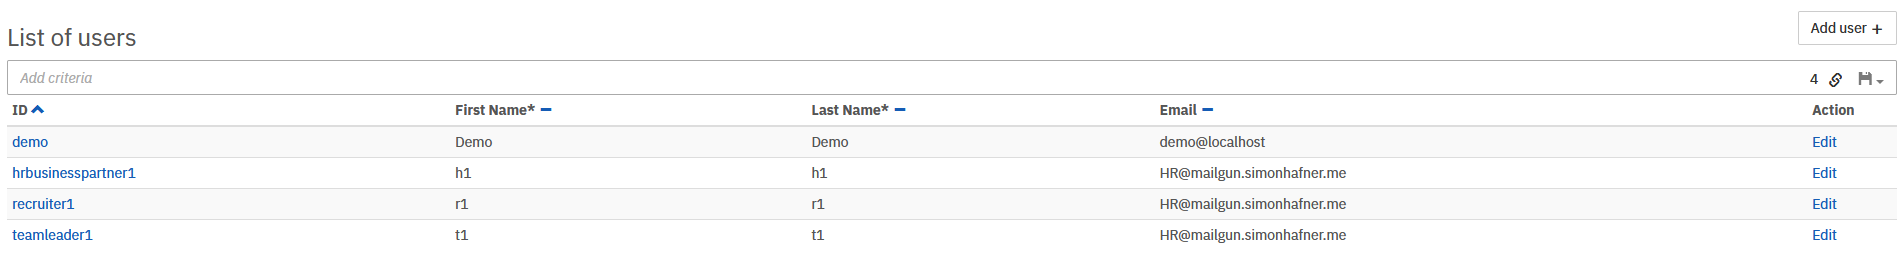 List of users
Add user +
Add criteria 4
ID First Name* Last Name* Email Action
demo Demo Demo demo@localhost Edit
hrbusinesspartner1 h1 h1 HR@mailgun.simonhafner.me Edit
recruiter1 r1 r1 HR@mailgun.simonhafner.me Edit
teamleader1 t1 t1 HR@mailgun.simonhafner.me Edit